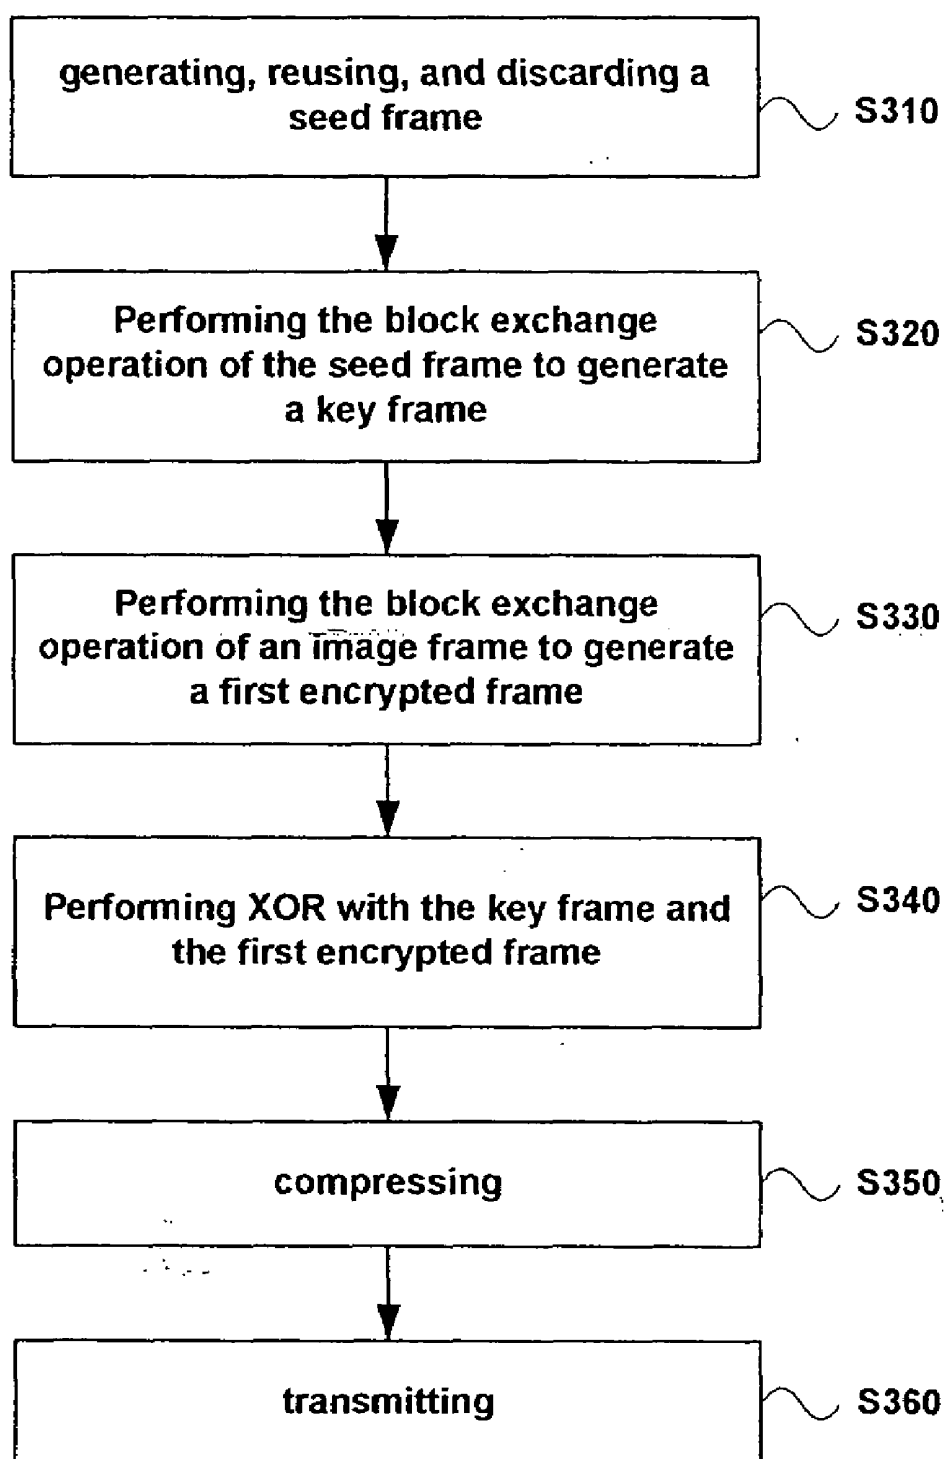 generating, reusing, and discarding a
seed frame
S310
Performing the block exchange
operation of the seed frame to generate
a key frame
S320
Performing the block exchange
operation of an image frame to generate
a first encrypted frame
S330
Performing XOR with the key frame and
the first encrypted frame
S340
compressing
S350
transmitting
S360